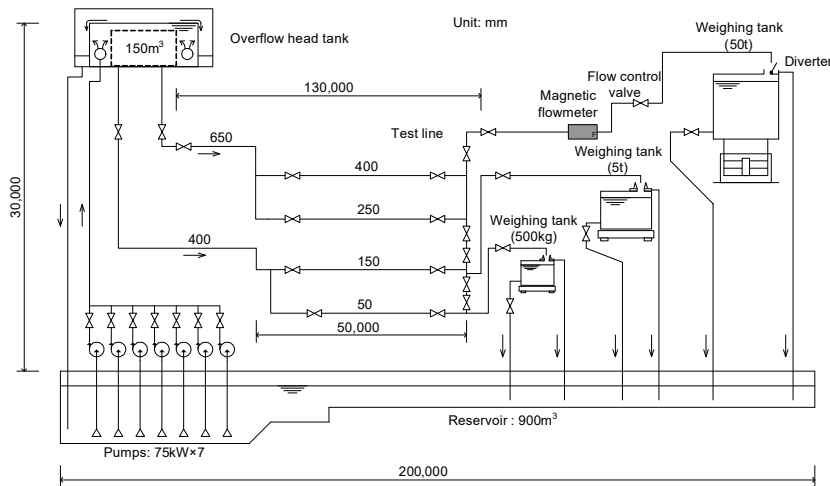 Unit: mm
Overflow head tank
150m³
30,000
130,000
650
400
Test line
400
250
150
50
50,000
Magnetic
flowmeter
F
Flow control
valve
Weighing tank
(50t)
Diverter
Weighing tank
(5t)
Weighing tank
(500kg)
Reservoir : 900m³
Pumps: 75kW×7
200,000